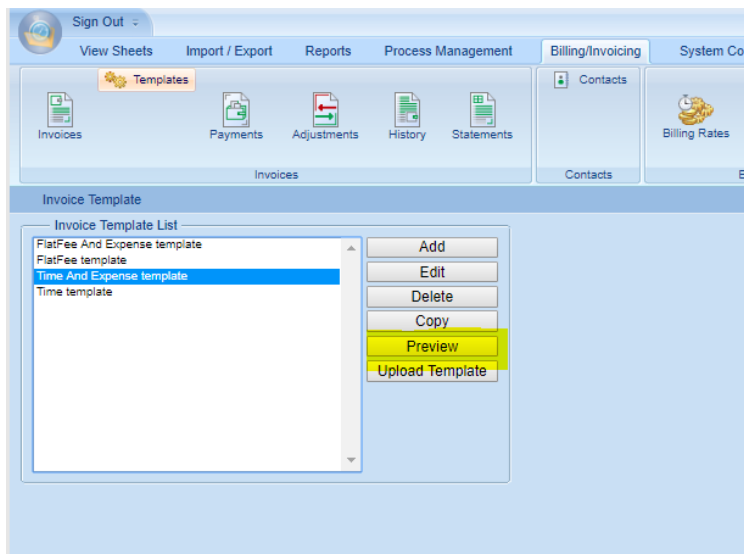 Sign Out
View Sheets Import / Export Reports Process Management Billing/Invoicing System Co
Templates
Contacts
Invoices Payments Adjustments History Statements
Billing Rates
Invoices Contacts E
Invoice Template
Invoice Template List
FlatFee And Expense template
FlatFee template
Time And Expense template
Time template
Add
Edit
Delete
Copy
Preview
Upload Template